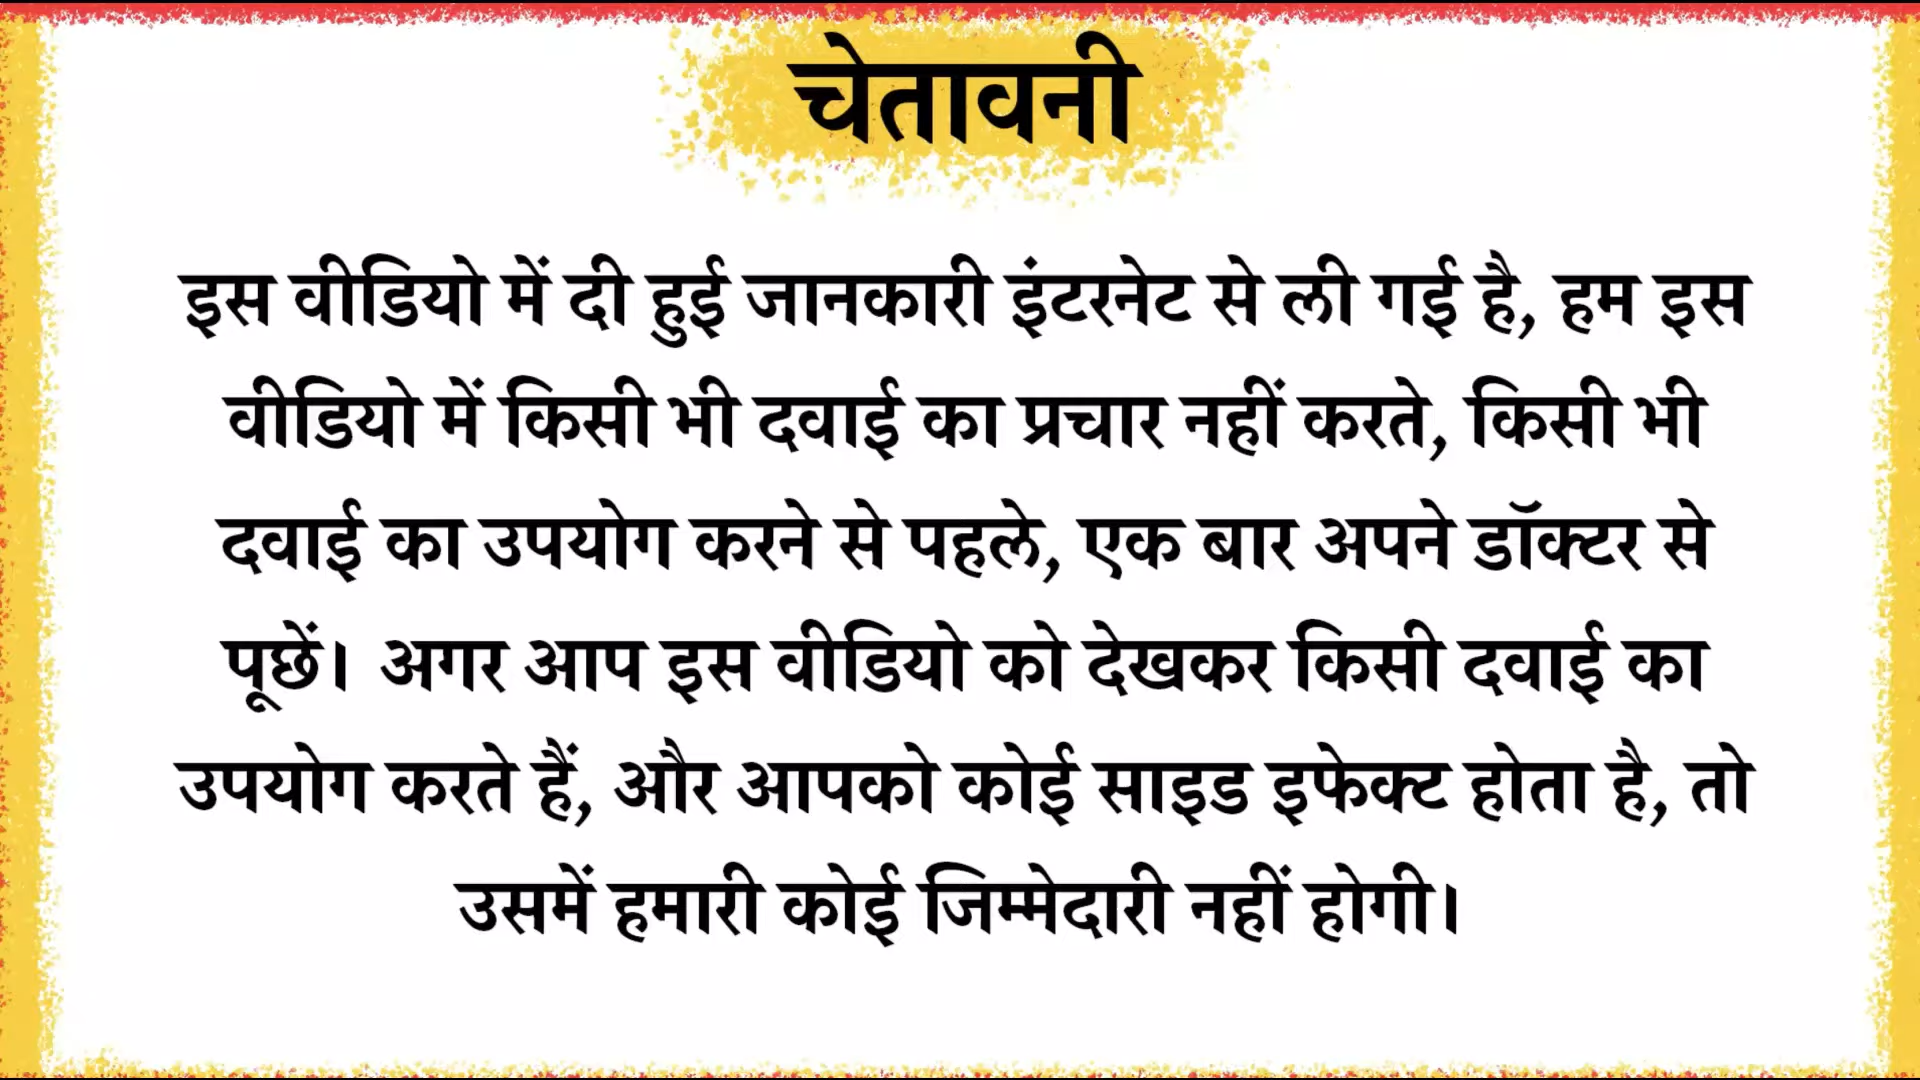 चेतावनी
इस वीडियो में दी हुई जानकारी इंटरनेट से ली गई है, हम इस
वीडियो में किसी भी दवाई का प्रचार नहीं करते, किसी भी
दवाई का उपयोग करने से पहले, एक बार अपने डॉक्टर से
पूछें। अगर आप इस वीडियो को देखकर किसी दवाई का
उपयोग करते हैं, और आपको कोई साइड इफेक्ट होता है, तो
उसमें हमारी कोई जिम्मेदारी नहीं होगी।